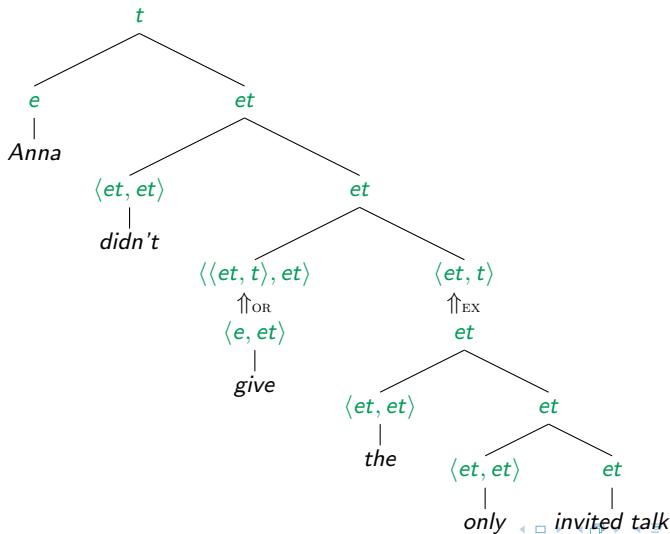 t
e et
Anna
⟨et, et⟩ et
didn't
⟨⟨et, t⟩, et⟩ ⟨et, t⟩
⇑OR ⇑EX
⟨e, et⟩ et
give
⟨et, et⟩ et
the
⟨et, et⟩ et
only invited talk